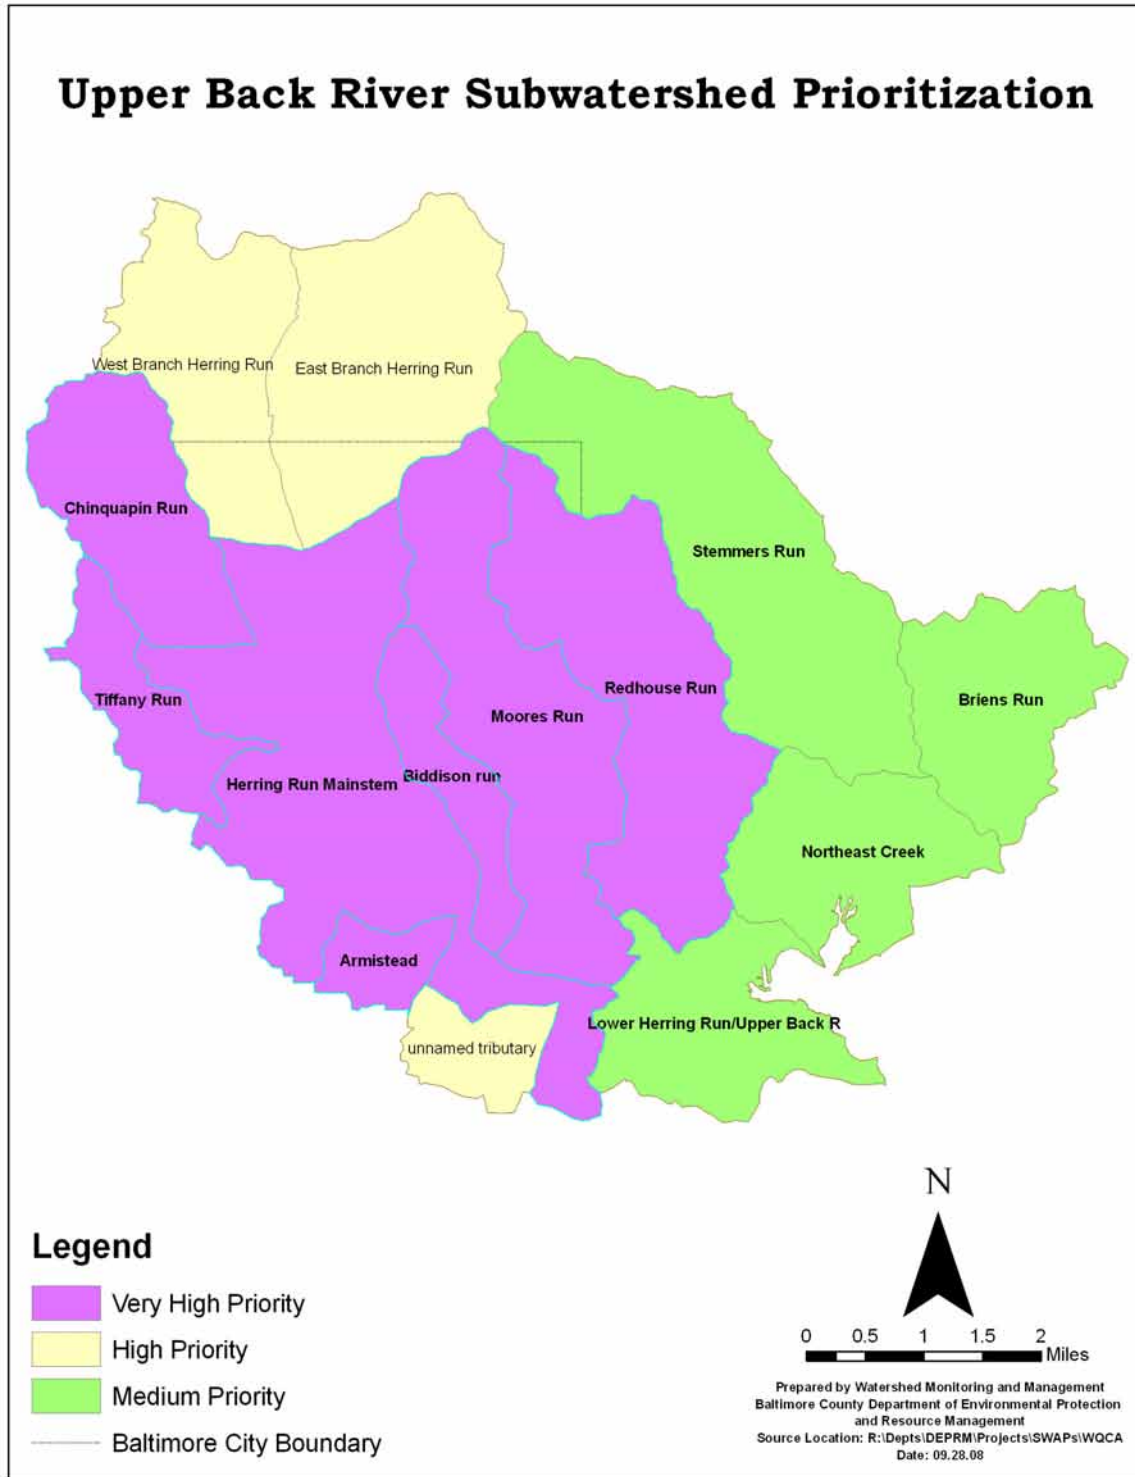 Upper Back River Subwatershed Prioritization
West Branch Herring Run
East Branch Herring Run
Chinquapin Run
Stemmers Run
Tiffany Run
Redhouse Run
Briens Run
Moores Run
Herring Run Mainstem
Biddison run
Northeast Creek
Armistead
Lower Herring Run/Upper Back R
unnamed tributary
N
Legend
Very High Priority
High Priority
Medium Priority
Baltimore City Boundary
0 0.5 1 1.5 2
Miles
Prepared by Watershed Monitoring and Management
Baltimore County Department of Environmental Protection
and Resource Management
Source Location: R:\Depts\DEPRM\Projects\SWAPs\WQCA
Date: 09.28.08